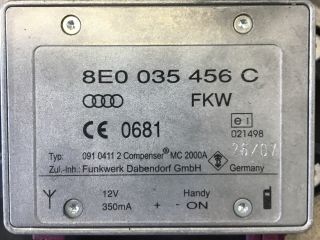 8E0 035 456 C
FKW
CE 0681
e1
021498
26/07
Typ: 091 0411 2 Compenser® MC 2000A
Zul.-Inh.: Funkwerk Dabendorf GmbH Germany
12V Handy
350mA + - ON